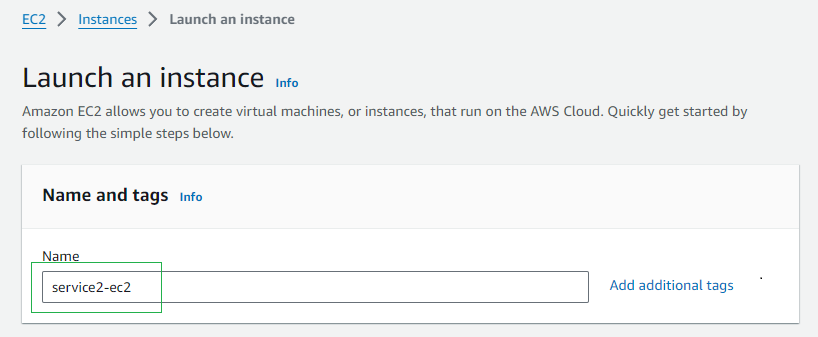 EC2 > Instances > Launch an instance
Launch an instance Info
Amazon EC2 allows you to create virtual machines, or instances, that run on the AWS Cloud. Quickly get started by
following the simple steps below.
Name and tags Info
Name
service2-ec2 Add additional tags